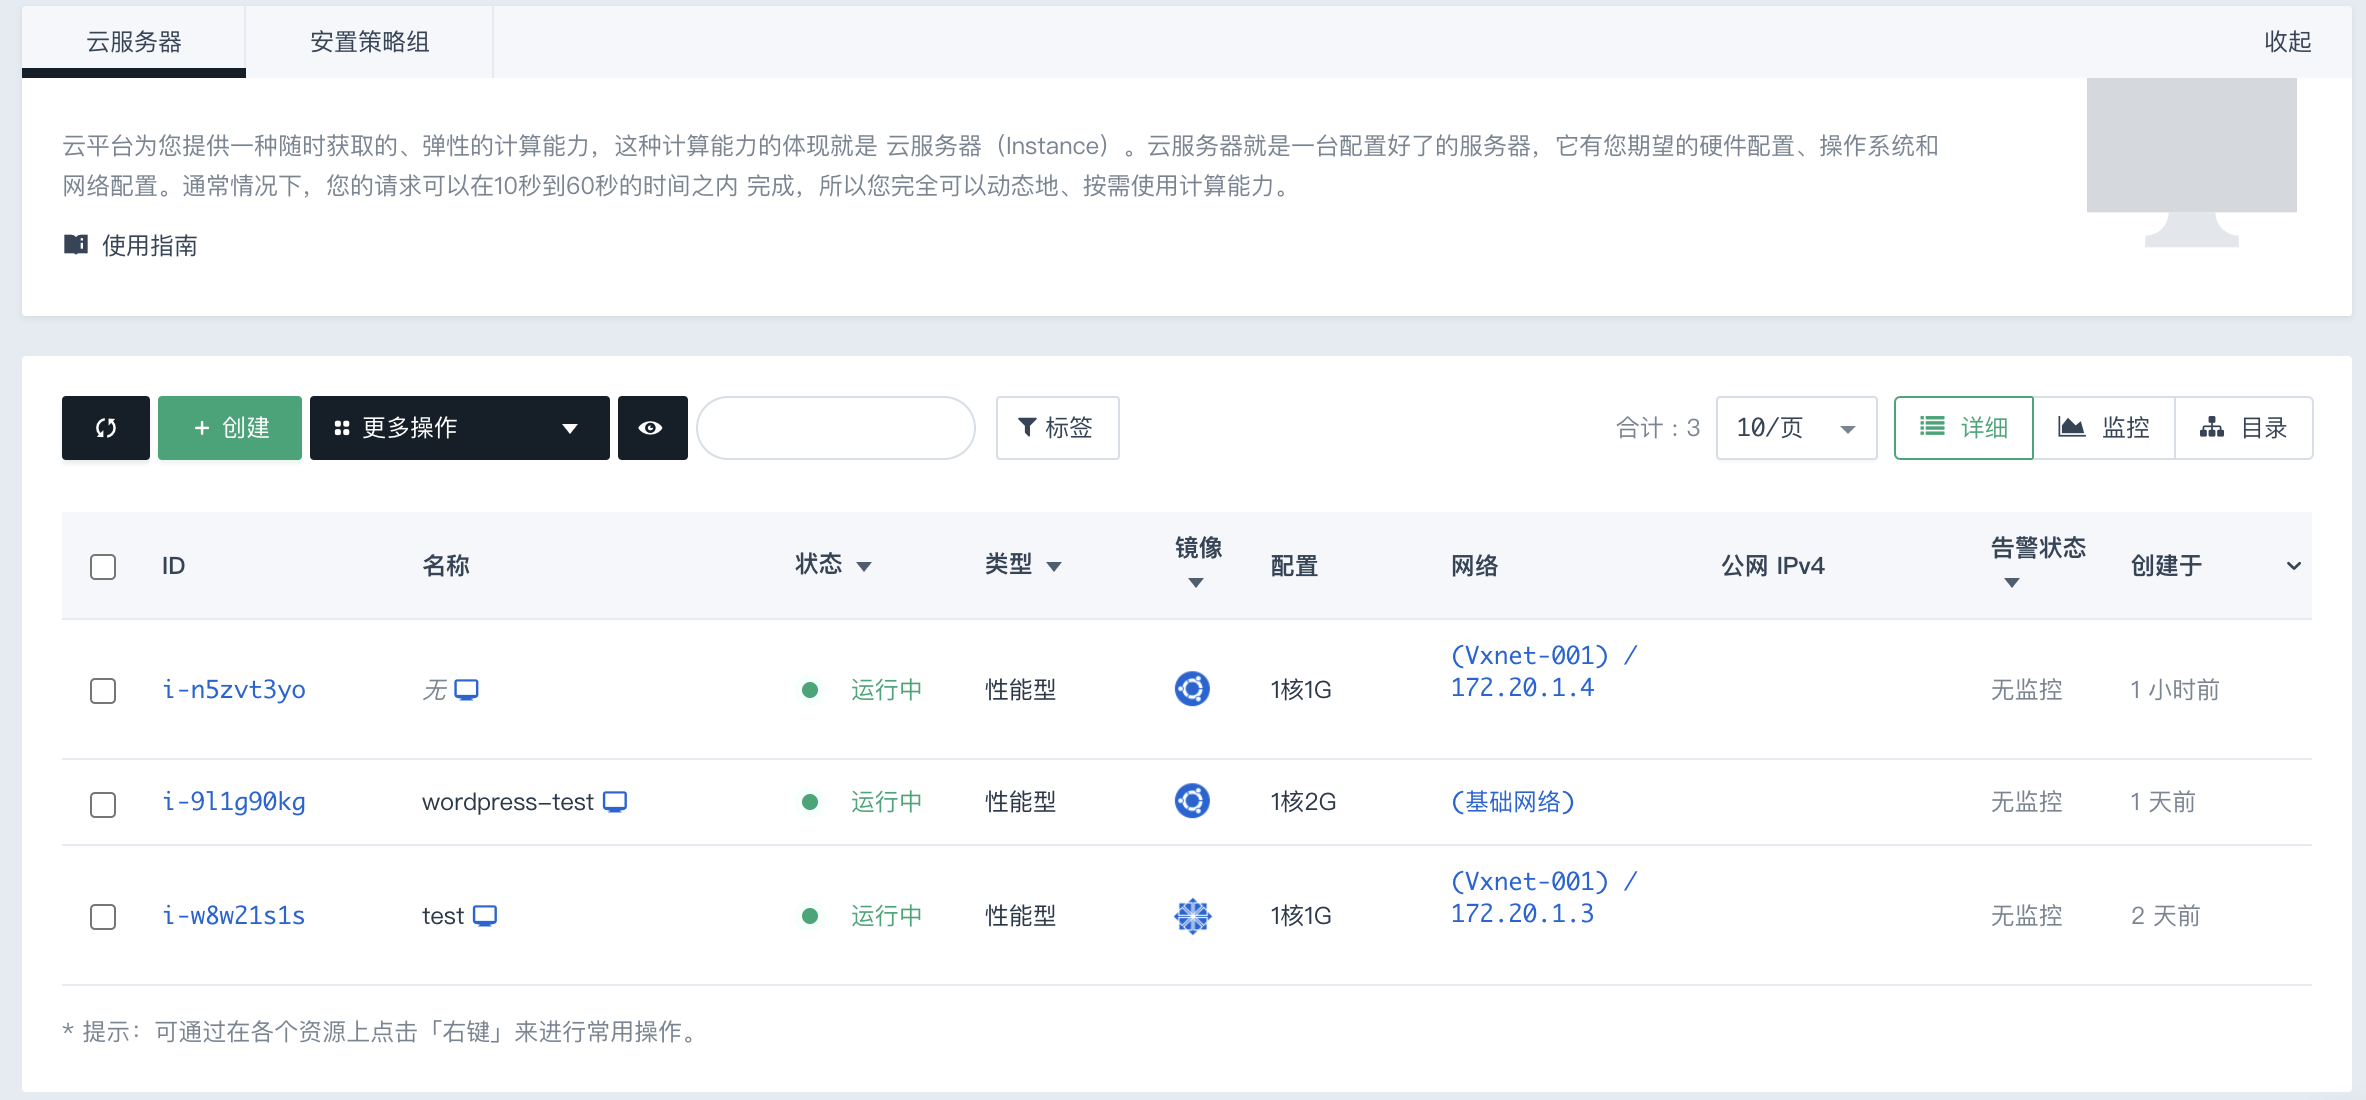 云服务器 安置策略组 收起
云平台为您提供一种随时获取的、弹性的计算能力，这种计算能力的体现就是 云服务器（Instance）。云服务器就是一台配置好了的服务器，它有您期望的硬件配置、操作系统和
网络配置。通常情况下，您的请求可以在10秒到60秒的时间之内 完成，所以您完全可以动态地、按需使用计算能力。
使用指南
+ 创建 更多操作 标签 合计 : 3 10/页 详细 监控 目录
ID 名称 状态 类型 镜像 配置 网络 公网 IPv4 告警状态 创建于
i-n5zvt3yo 无 运行中 性能型 1核1G (Vxnet-001) / 无监控 1 小时前
172.20.1.4
i-9l1g90kg wordpress-test 运行中 性能型 1核2G (基础网络) 无监控 1 天前
i-w8w21s1s test 运行中 性能型 1核1G (Vxnet-001) / 无监控 2 天前
172.20.1.3
* 提示：可通过在各个资源上点击「右键」来进行常用操作。